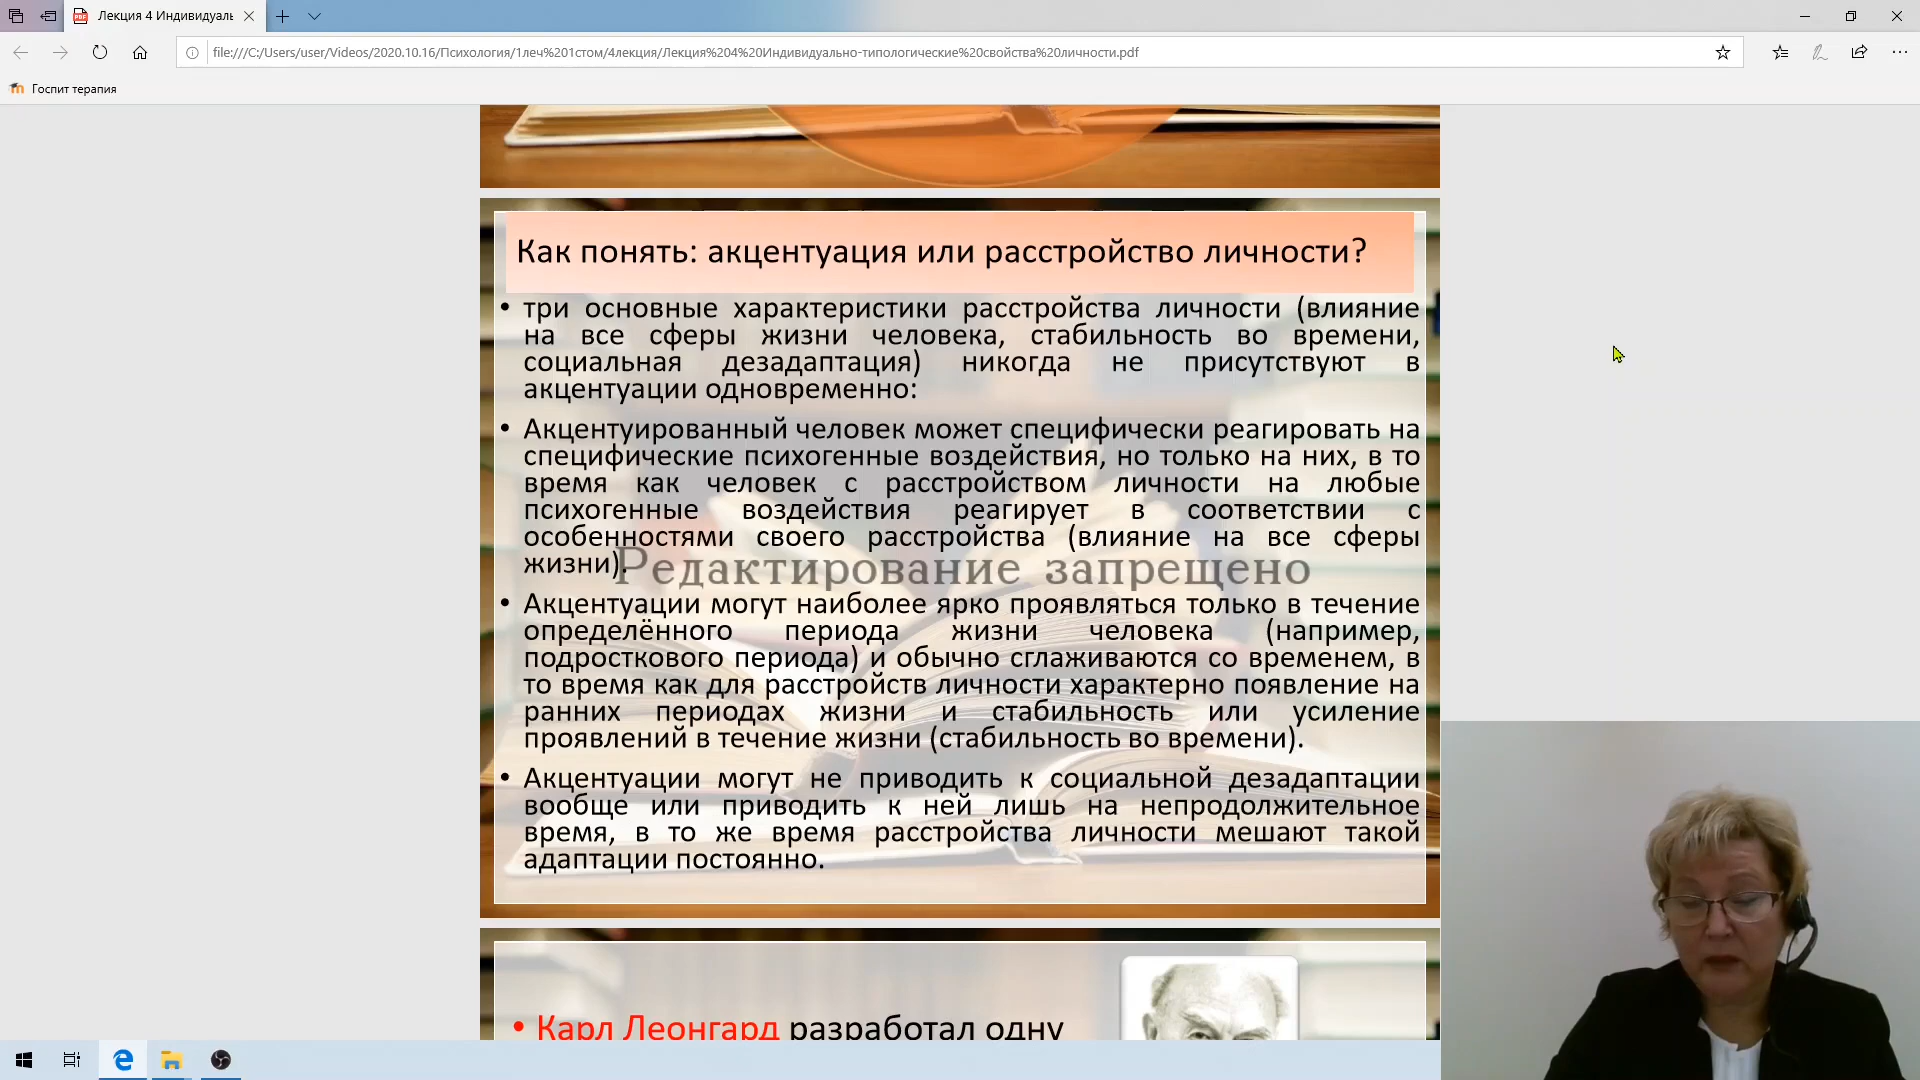 Лекция 4 Индивидуаль
file:///C:/Users/user/Videos/2020.10.16/Психология/1леч%201стом/4лекция/Лекция%204%20Индивидуально-типологические%20свойства%20личности.pdf
Госпит терапия
Как понять: акцентуация или расстройство личности?
• три основные характеристики расстройства личности (влияние
на все сферы жизни человека, стабильность во времени,
социальная дезадаптация) никогда не присутствуют в
акцентуации одновременно:
• Акцентуированный человек может специфически реагировать на
специфические психогенные воздействия, но только на них, в то
время как человек с расстройством личности на любые
психогенные воздействия реагирует в соответствии с
особенностями своего расстройства (влияние на все сферы
жизни).
Редактирование запрещено
• Акцентуации могут наиболее ярко проявляться только в течение
определённого периода жизни человека (например,
подросткового периода) и обычно сглаживаются со временем, в
то время как для расстройств личности характерно появление на
ранних периодах жизни и стабильность или усиление
проявлений в течение жизни (стабильность во времени).
• Акцентуации могут не приводить к социальной дезадаптации
вообще или приводить к ней лишь на непродолжительное
время, в то же время расстройства личности мешают такой
адаптации постоянно.
• Карл Леонгард разработал одну